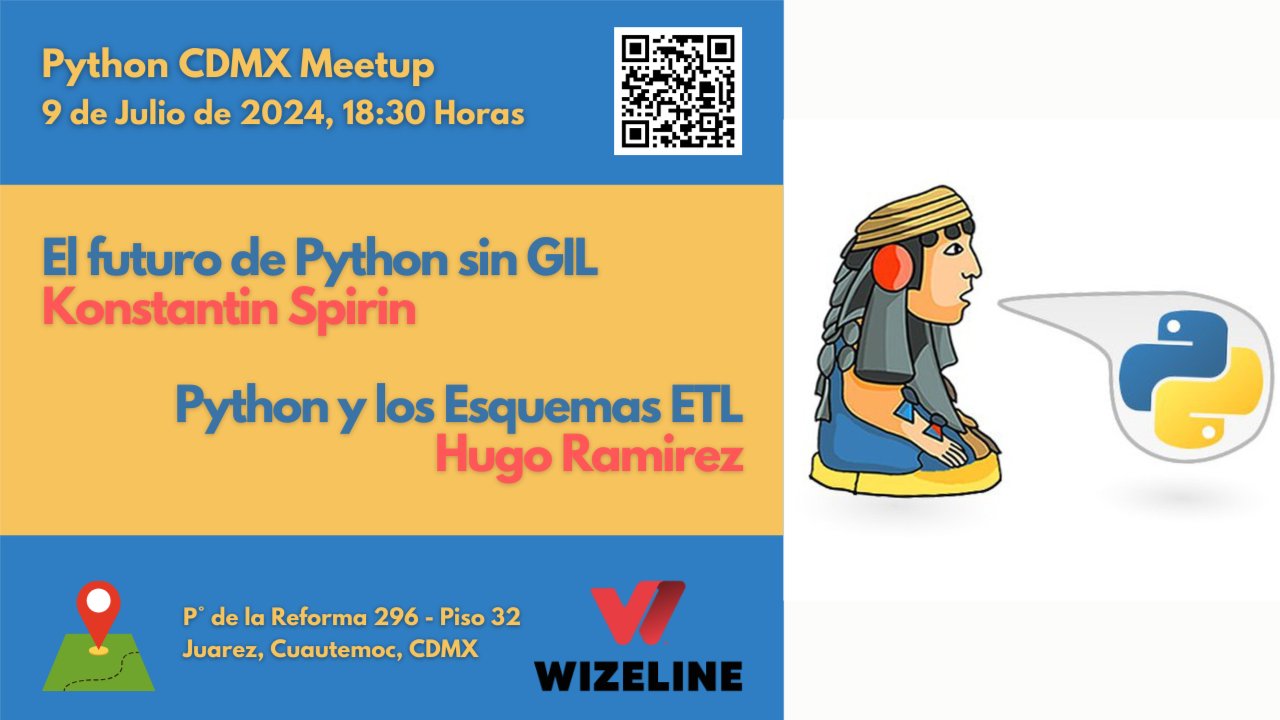 Python CDMX Meetup
9 de Julio de 2024, 18:30 Horas
El futuro de Python sin GIL
Konstantin Spirin
Python y los Esquemas ETL
Hugo Ramirez
P° de la Reforma 296 - Piso 32
Juarez, Cuautemoc, CDMX
WIZELINE